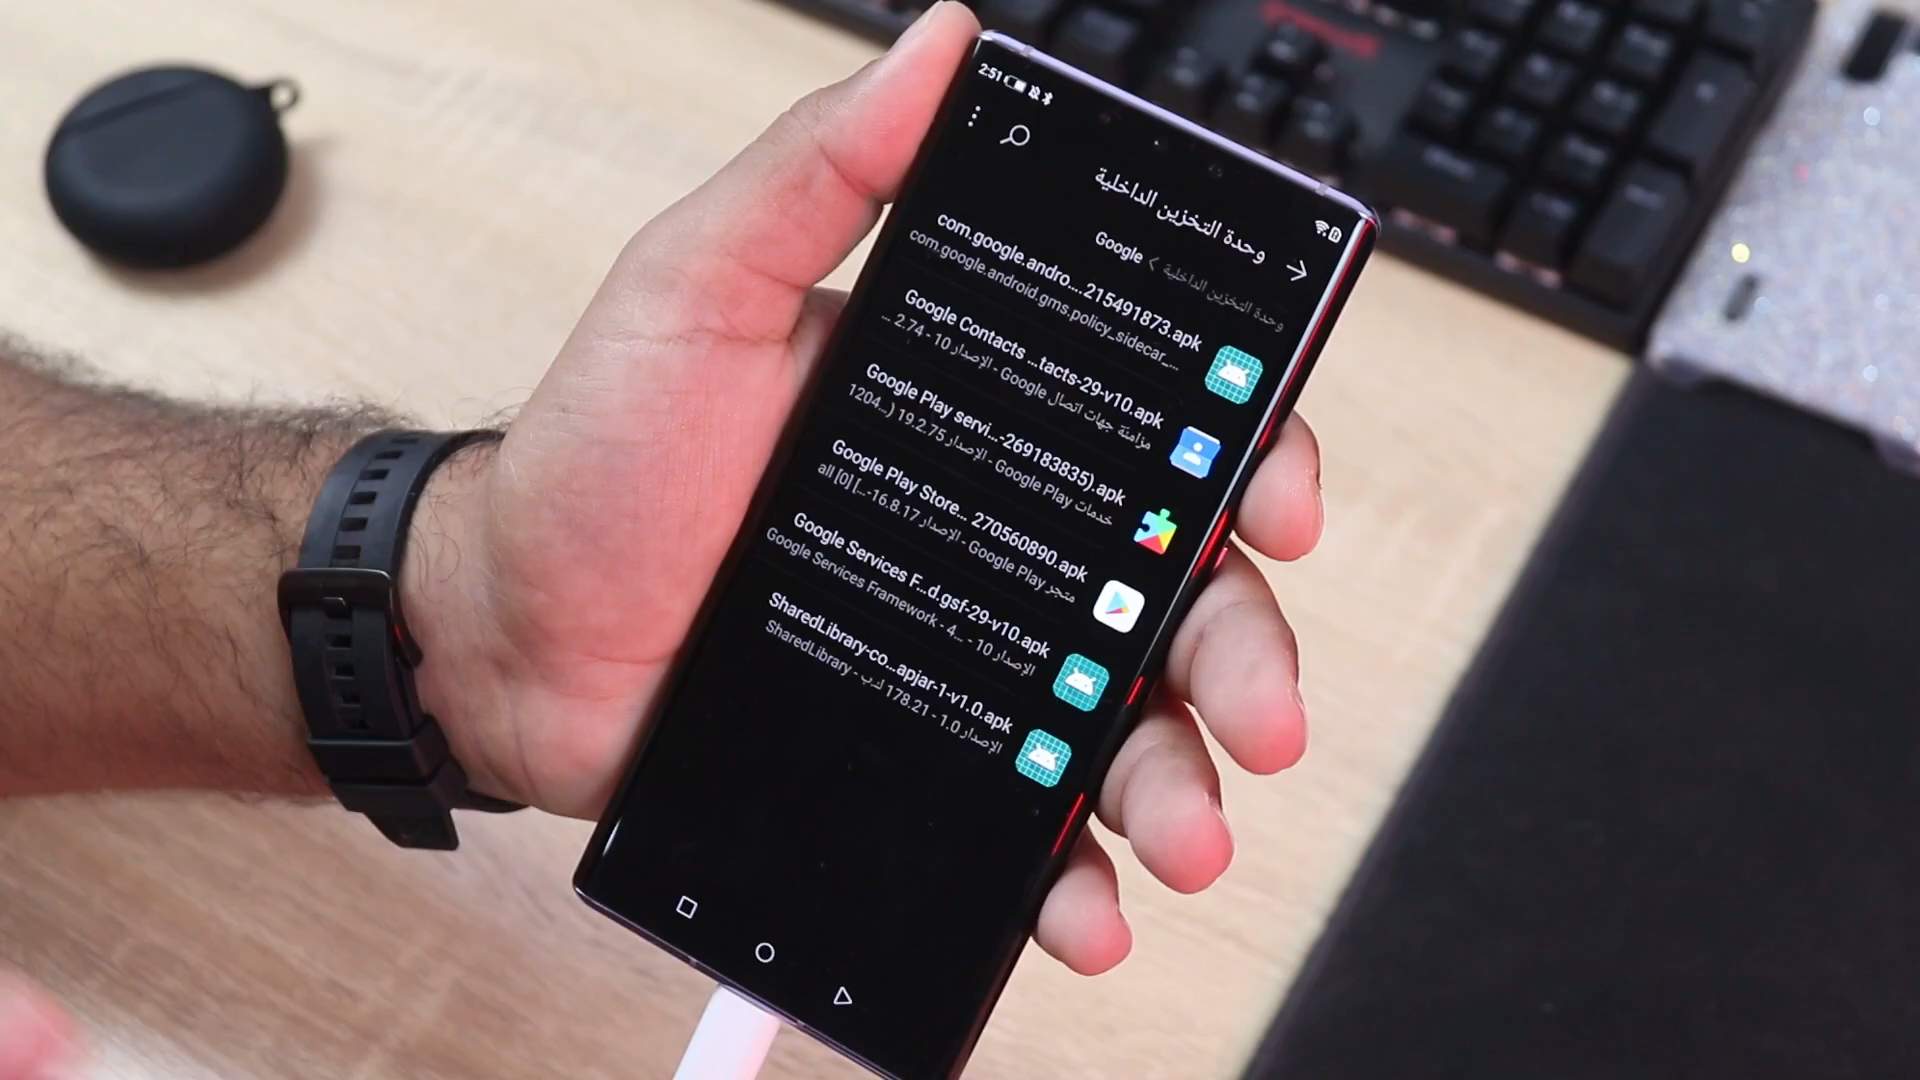 2:51
وحدة التخزين الداخلية
وحدة التخزين الداخلية > Google
com.google.andro....215491873.apk
com.google.android.gms.policy_sidecar_...
Google Contacts ...tacts-29-v10.apk
مزامنة جهات اتصال Google - الإصدار 10 - 2.74 ...
Google Play servi...-269183835).apk
خدمات Google Play - الإصدار 19.2.75 (...1204
Google Play Store... 270560890.apk
متجر Google Play - الإصدار 16.8.17-...] [0] all
Google Services F...d.gsf-29-v10.apk
Google Services Framework - الإصدار 10 - 4...
SharedLibrary-co...apjar-1-v1.0.apk
SharedLibrary - الإصدار 1.0 - 178.21 ك.ب